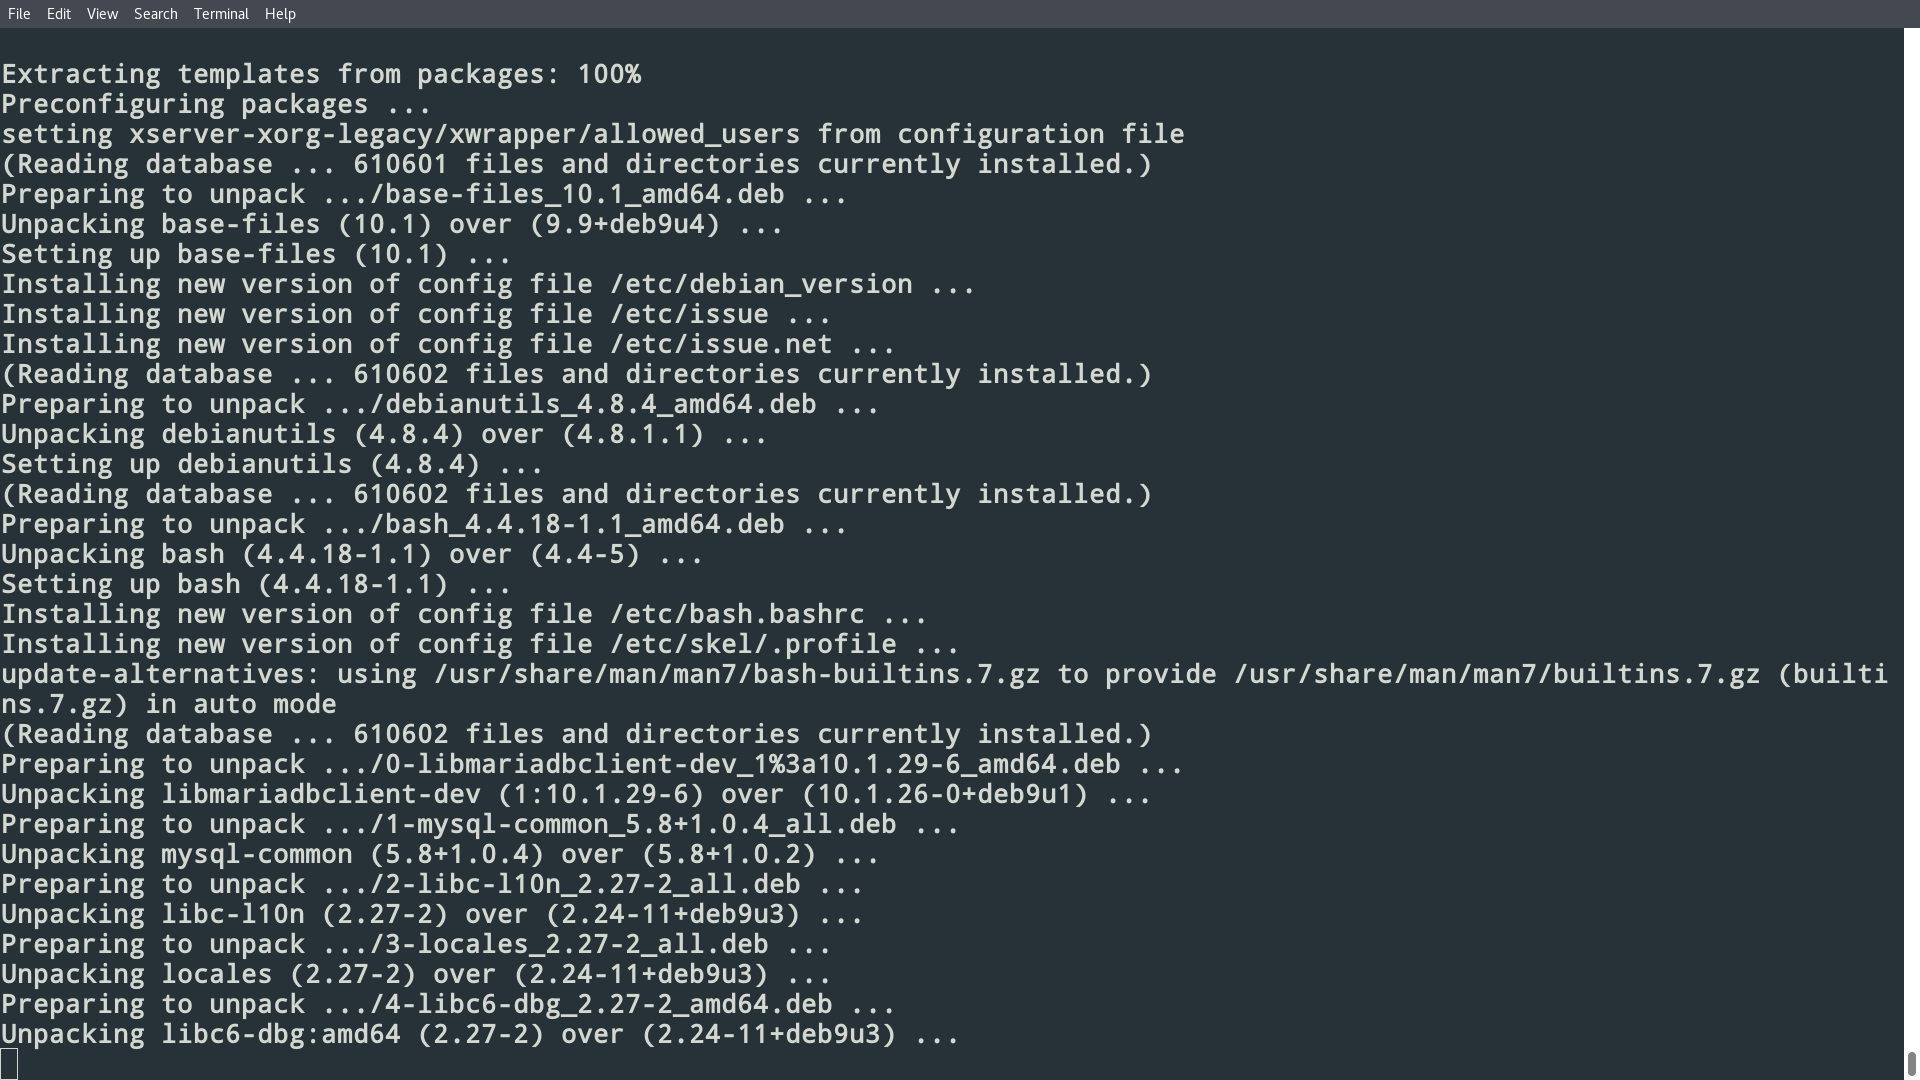 File Edit View Search Terminal Help
Extracting templates from packages: 100%
Preconfiguring packages ...
setting xserver-xorg-legacy/xwrapper/allowed_users from configuration file
(Reading database ... 610601 files and directories currently installed.)
Preparing to unpack .../base-files_10.1_amd64.deb ...
Unpacking base-files (10.1) over (9.9+deb9u4) ...
Setting up base-files (10.1) ...
Installing new version of config file /etc/debian_version ...
Installing new version of config file /etc/issue ...
Installing new version of config file /etc/issue.net ...
(Reading database ... 610602 files and directories currently installed.)
Preparing to unpack .../debianutils_4.8.4_amd64.deb ...
Unpacking debianutils (4.8.4) over (4.8.1.1) ...
Setting up debianutils (4.8.4) ...
(Reading database ... 610602 files and directories currently installed.)
Preparing to unpack .../bash_4.4.18-1.1_amd64.deb ...
Unpacking bash (4.4.18-1.1) over (4.4-5) ...
Setting up bash (4.4.18-1.1) ...
Installing new version of config file /etc/bash.bashrc ...
Installing new version of config file /etc/skel/.profile ...
update-alternatives: using /usr/share/man/man7/bash-builtins.7.gz to provide /usr/share/man/man7/builtins.7.gz (builti
ns.7.gz) in auto mode
(Reading database ... 610602 files and directories currently installed.)
Preparing to unpack .../0-libmariadbclient-dev_1%3a10.1.29-6_amd64.deb ...
Unpacking libmariadbclient-dev (1:10.1.29-6) over (10.1.26-0+deb9u1) ...
Preparing to unpack .../1-mysql-common_5.8+1.0.4_all.deb ...
Unpacking mysql-common (5.8+1.0.4) over (5.8+1.0.2) ...
Preparing to unpack .../2-libc-l10n_2.27-2_all.deb ...
Unpacking libc-l10n (2.27-2) over (2.24-11+deb9u3) ...
Preparing to unpack .../3-locales_2.27-2_all.deb ...
Unpacking locales (2.27-2) over (2.24-11+deb9u3) ...
Preparing to unpack .../4-libc6-dbg_2.27-2_amd64.deb ...
Unpacking libc6-dbg:amd64 (2.27-2) over (2.24-11+deb9u3) ...